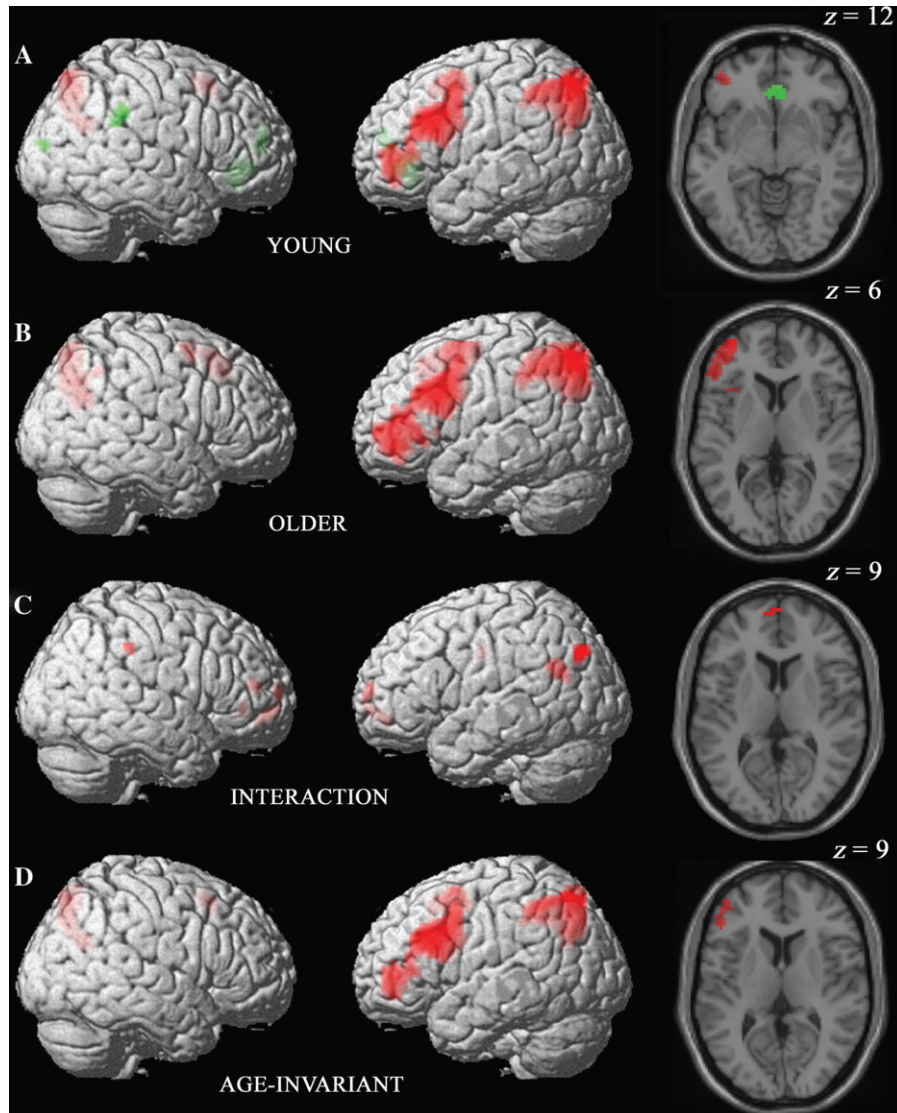 A
z = 12
YOUNG
B
z = 6
OLDER
C
z = 9
INTERACTION
D
z = 9
AGE-INVARIANT